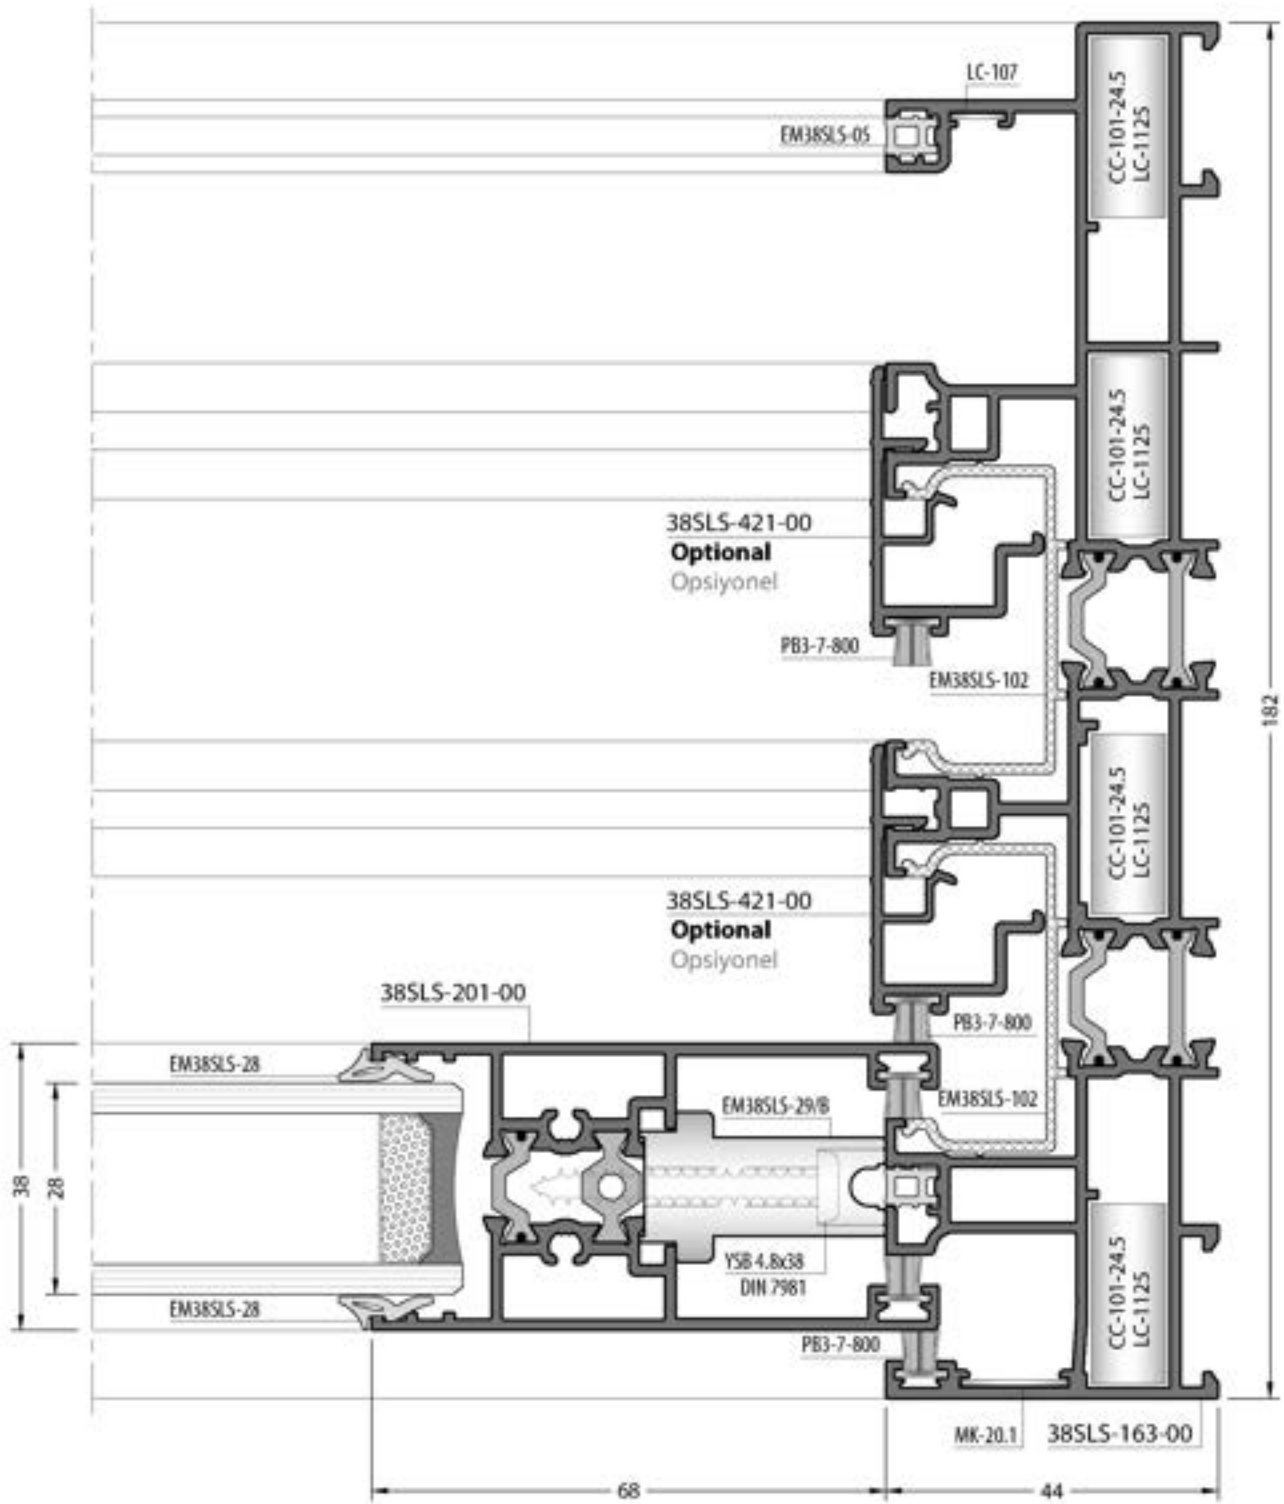 LC-107
EM38SLS-05
CC-101-24.5
LC-1125
CC-101-24.5
LC-1125
38SLS-421-00
Optional
Opsiyonel
PB3-7-800
EM38SLS-102
182
CC-101-24.5
LC-1125
38SLS-421-00
Optional
Opsiyonel
38SLS-201-00
PB3-7-800
EM38SLS-28
EM38SLS-29/B
EM38SLS-102
38
28
YSB 4.8x38
DIN 7981
CC-101-24.5
LC-1125
EM38SLS-28
PB3-7-800
MK-20.1
38SLS-163-00
68
44